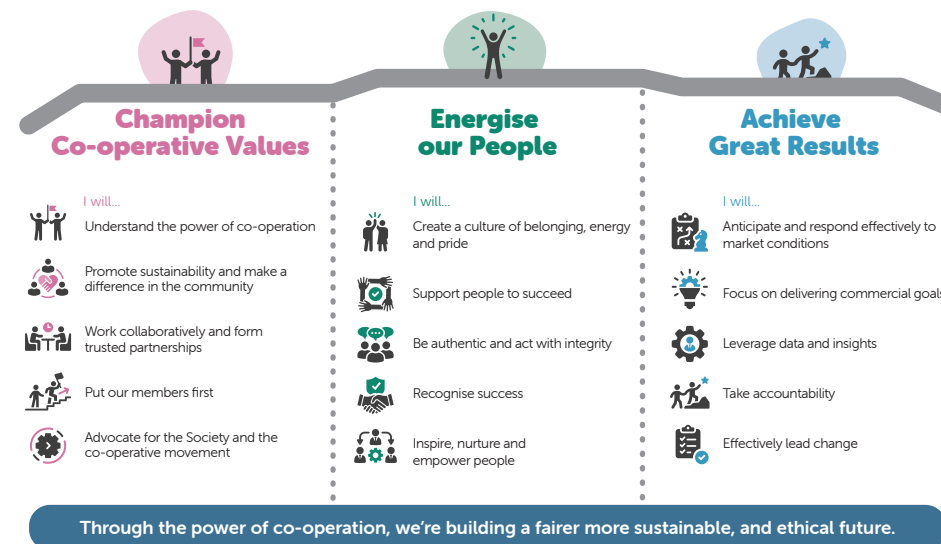 Champion
Co-operative Values
I will...
Understand the power of co-operation
Promote sustainability and make a
difference in the community
Work collaboratively and form
trusted partnerships
Put our members first
Advocate for the Society and the
co-operative movement
Energise
our People
I will...
Create a culture of belonging, energy
and pride
Support people to succeed
Be authentic and act with integrity
Recognise success
Inspire, nurture and
empower people
Achieve
Great Results
I will...
Anticipate and respond effectively to
market conditions
Focus on delivering commercial goals
Leverage data and insights
Take accountability
Effectively lead change
Through the power of co-operation, we're building a fairer more sustainable, and ethical future.